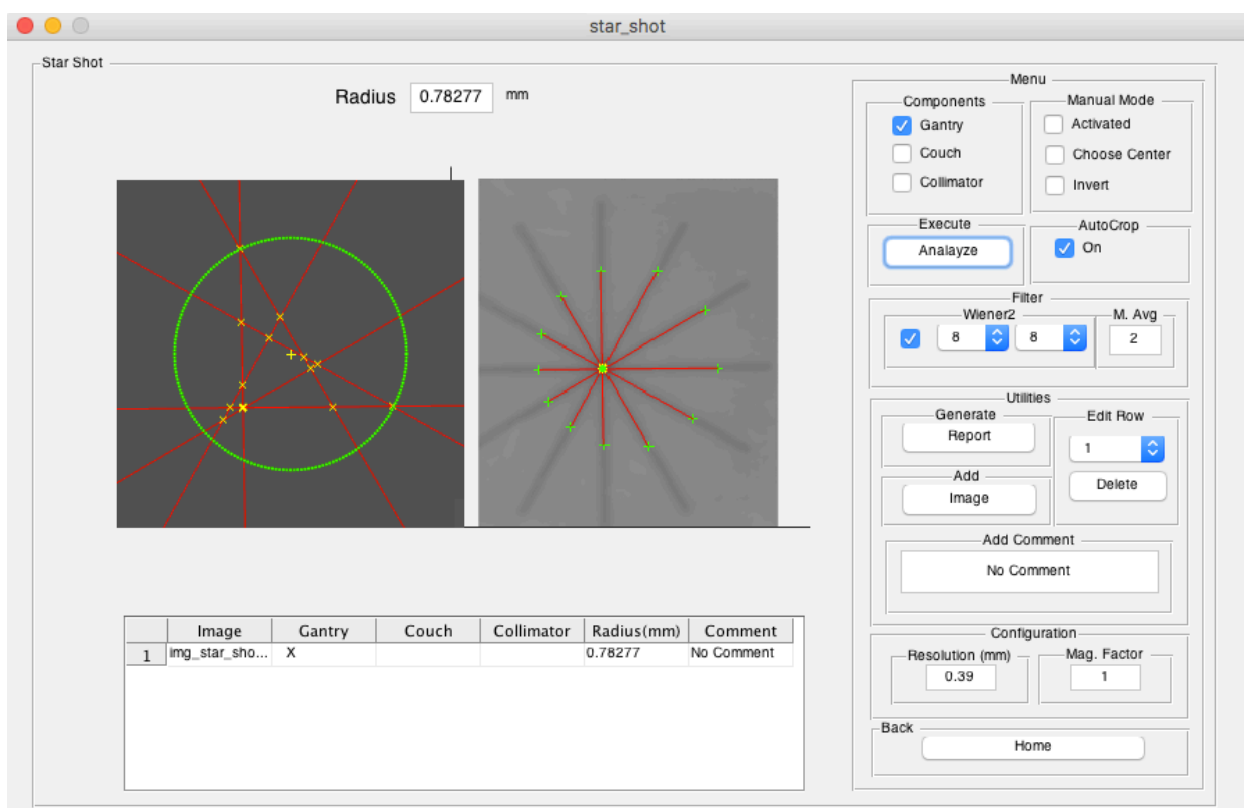 star_shot
Star Shot
Radius 0.78277 mm
Menu
Components
Gantry
Couch
Collimator
Manual Mode
Activated
Choose Center
Invert
Execute
Analayze
AutoCrop
On
Filter
Wiener2
8 8
M. Avg
2
Utilities
Generate
Report
Edit Row
1
Delete
Add
Image
Add Comment
No Comment
Configuration
Resolution (mm)
0.39
Mag. Factor
1
Back
Home
Image Gantry Couch Collimator Radius(mm) Comment
1 img_star_sho... X 0.78277 No Comment